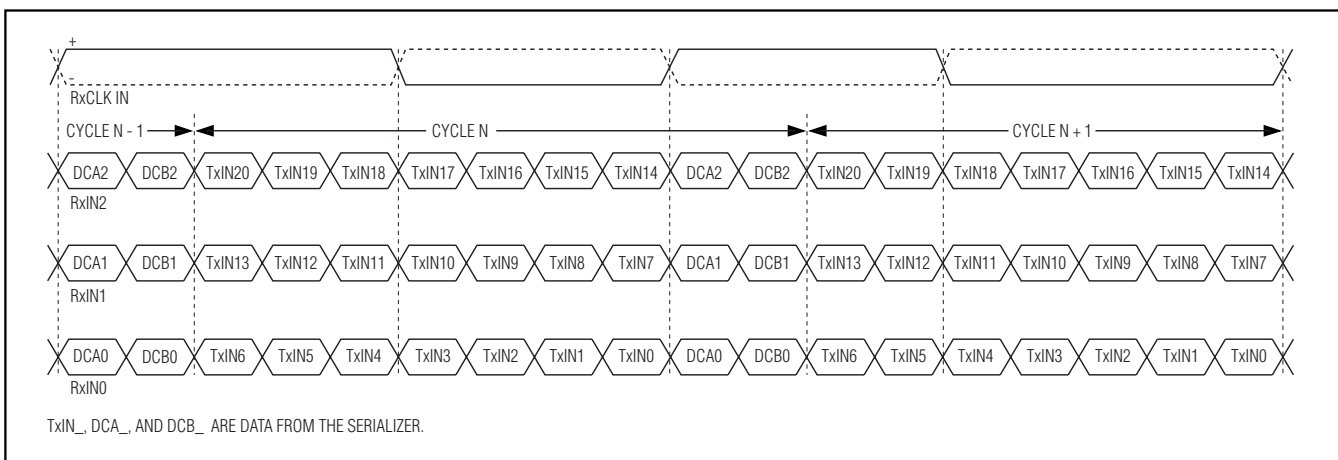 +
-
RxCLK IN
CYCLE N - 1 CYCLE N CYCLE N + 1
DCA2 DCB2 TxIN20 TxIN19 TxIN18 TxIN17 TxIN16 TxIN15 TxIN14 DCA2 DCB2 TxIN20 TxIN19 TxIN18 TxIN17 TxIN16 TxIN15 TxIN14
RxIN2
DCA1 DCB1 TxIN13 TxIN12 TxIN11 TxIN10 TxIN9 TxIN8 TxIN7 DCA1 DCB1 TxIN13 TxIN12 TxIN11 TxIN10 TxIN9 TxIN8 TxIN7
RxIN1
DCA0 DCB0 TxIN6 TxIN5 TxIN4 TxIN3 TxIN2 TxIN1 TxIN0 DCA0 DCB0 TxIN6 TxIN5 TxIN4 TxIN3 TxIN2 TxIN1 TxIN0
RxIN0
TxIN_, DCA_, AND DCB_ ARE DATA FROM THE SERIALIZER.